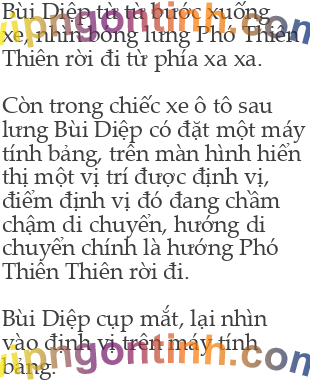 Bùi Diệp từ từ bước xuống
xe, nhìn bóng lưng Phó Thiên
Thiên rời đi từ phía xa xa.
Còn trong chiếc xe ô tô sau
lưng Bùi Diệp có đặt một máy
tính bảng, trên màn hình hiển
thị một vị trí được định vị,
điểm định vị đó đang chầm
chậm di chuyển, hướng di
chuyển chính là hướng Phó
Thiên Thiên rời đi.
Bùi Diệp cụp mắt, lại nhìn
vào định vị trên máy tính
bảng.
vipngontinh.com
vipngontinh.com